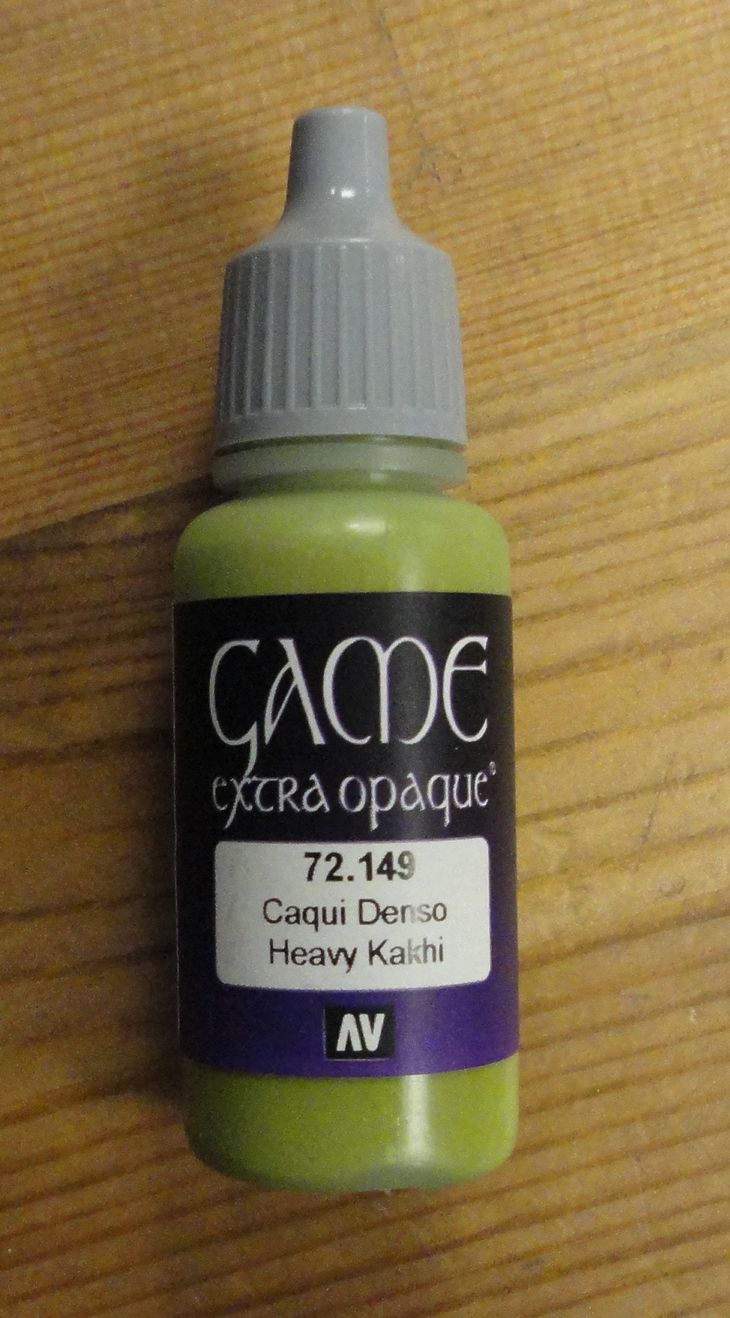 GAME
extra opaque®
72.149
Caqui Denso
Heavy Kakhi
AV